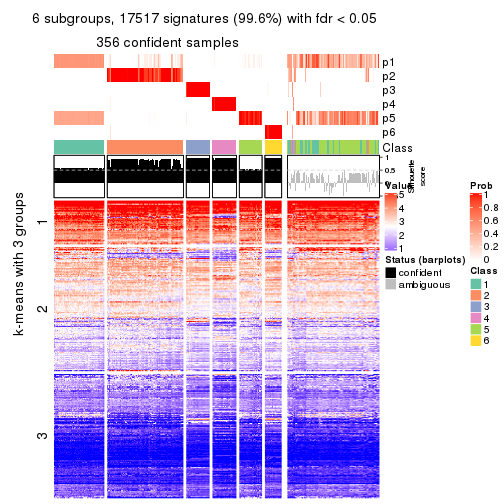 6 subgroups, 17517 signatures (99.6%) with fdr < 0.05
356 confident samples
p1
p2
p3
p4
p5
p6
Class
1
0.5
0
Silhouette
score
k-means with 3 groups
1
2
3
Value
5
4
3
2
1
Status (barplots)
confident
ambiguous
Prob
1
0.8
0.6
0.4
0.2
0
Class
1
2
3
4
5
6